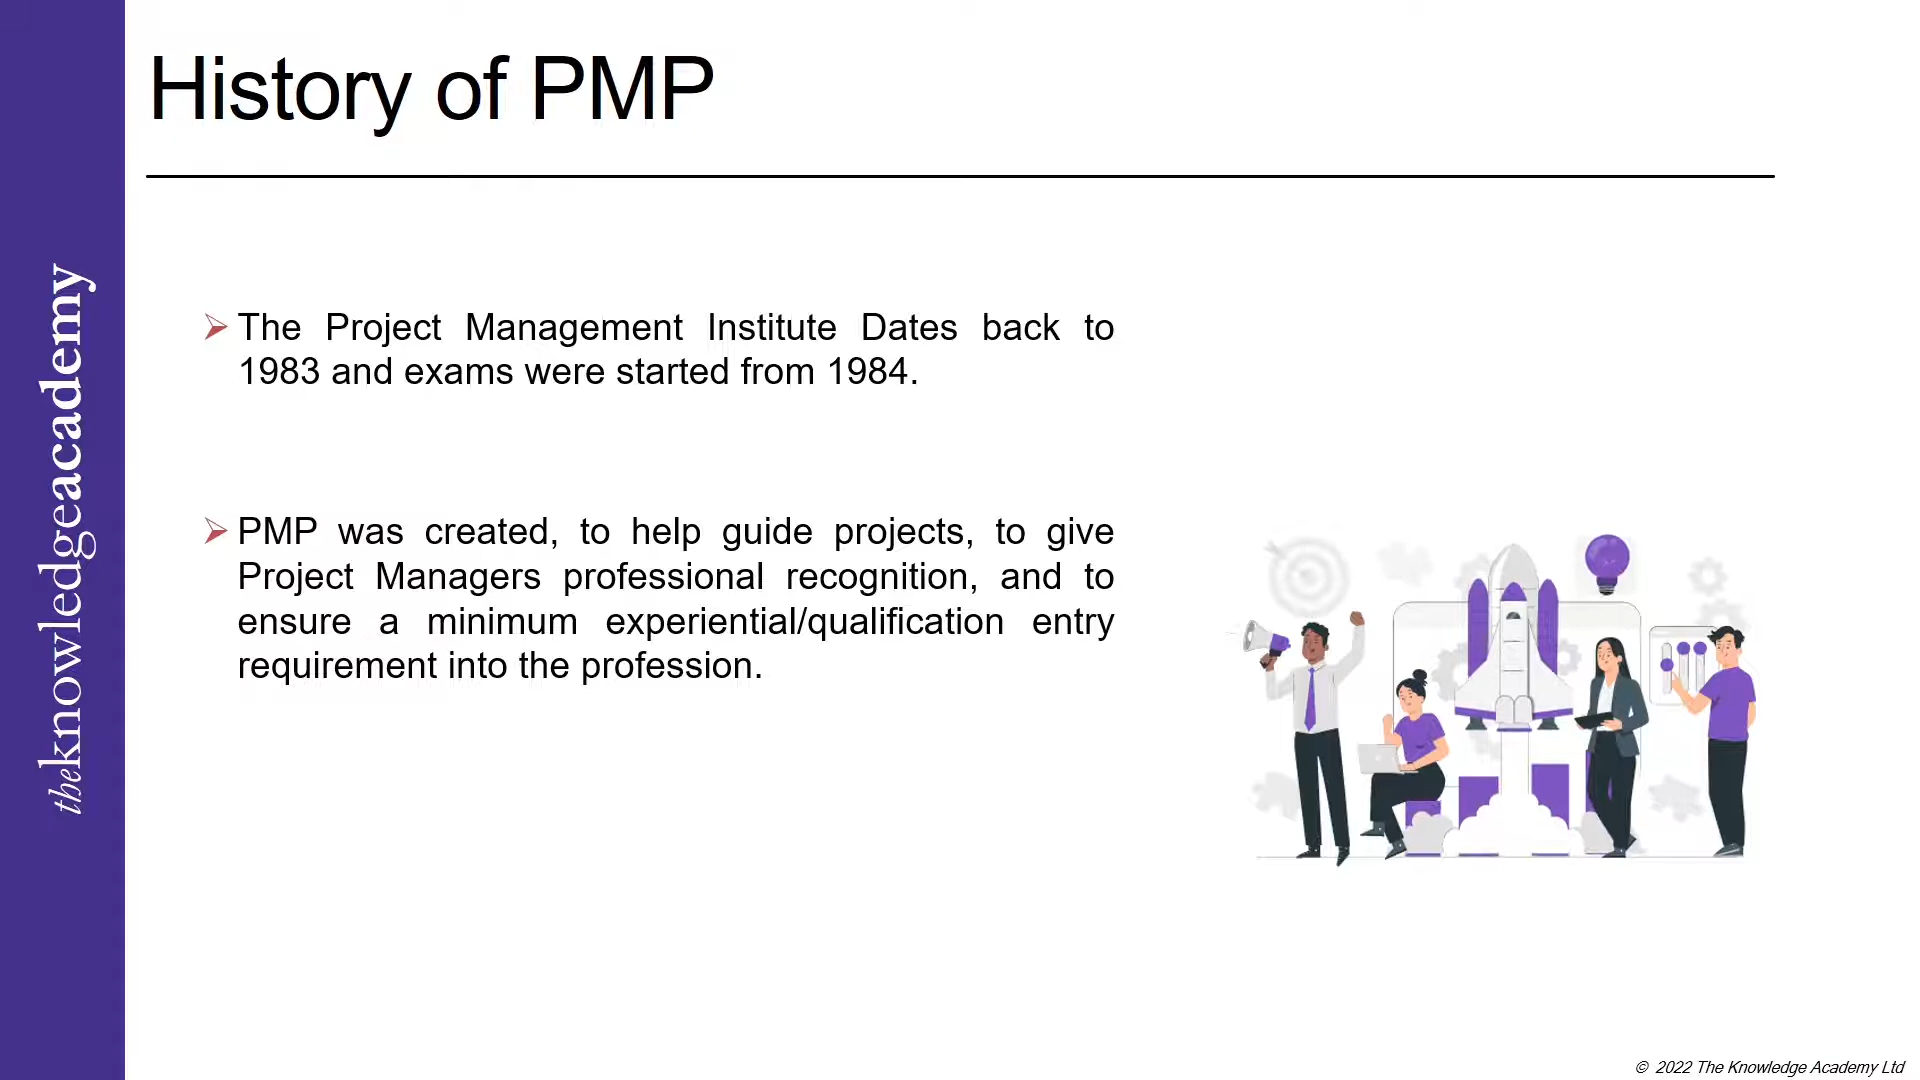 History of PMP
The Project Management Institute Dates back to
1983 and exams were started from 1984.
PMP was created, to help guide projects, to give
Project Managers professional recognition, and to
ensure a minimum experiential/qualification entry
requirement into the profession.
theknowledgeacademy
© 2022 The Knowledge Academy Ltd